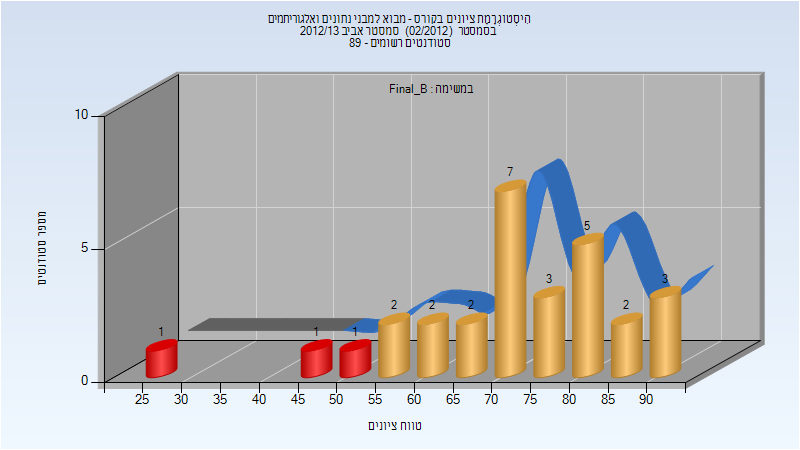 הִיסְטוֹגְרָמַת ציונים בקורס - מבוא למבני נתונים ואלגוריתמים
בסמסטר (02/2012) סמסטר אביב 2012/13
סטודנטים רשומים - 89
במשימה : Final_B
מספר סטודנטים
10
5
0
1
1
1
2
2
2
7
3
5
2
3
25 30 35 40 45 50 55 60 65 70 75 80 85 90
טווח ציונים